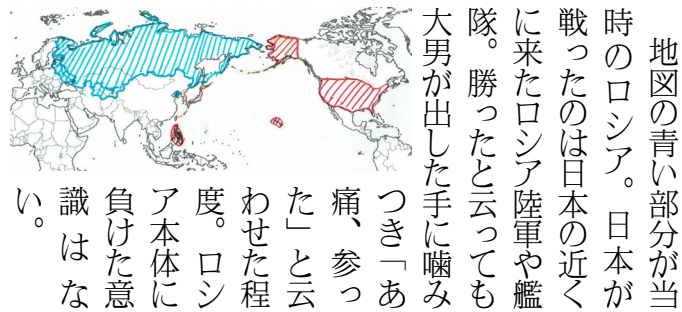 地図の青い部分が当
時のロシア。日本が
戦ったのは日本の近く
に来たロシア陸軍や艦
隊。勝ったと云っても
大男が出した手に噛み
つき「あ
痛、参っ
た」と云
わせた程
度。ロシ
ア本体に
負けた意
識はな
い。